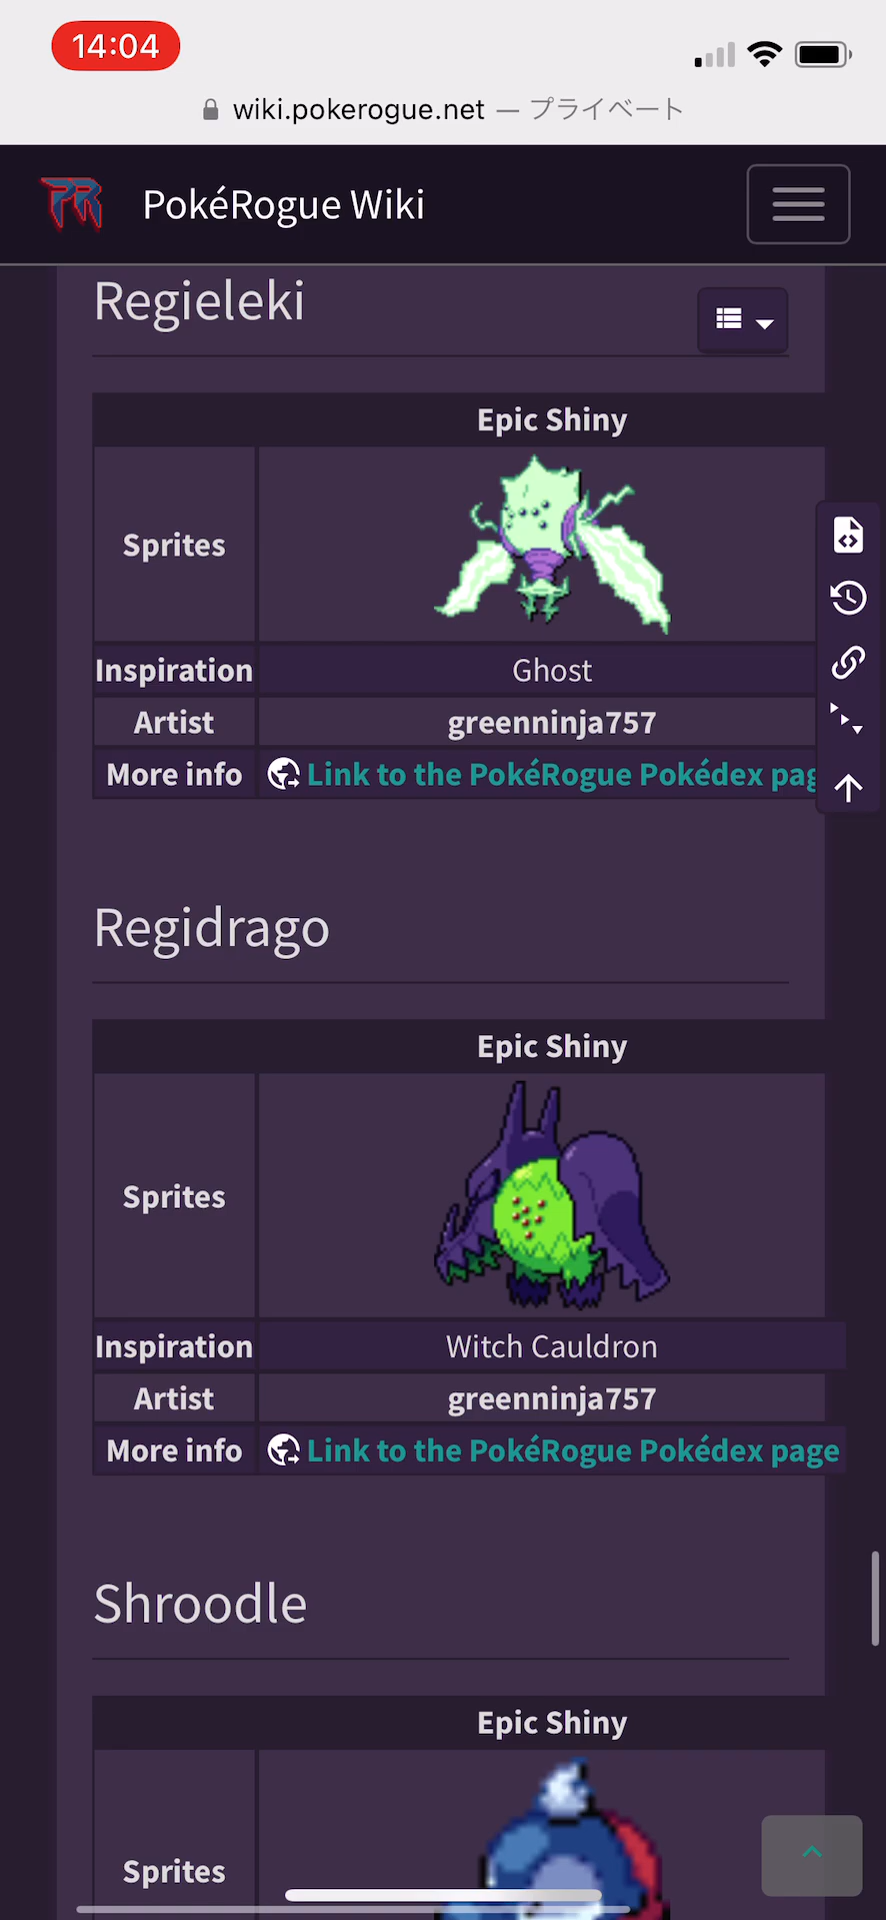 14:04
wiki.pokerogue.net — プライベート
PR
PokéRogue Wiki
Regieleki
Epic Shiny
Sprites
Inspiration Ghost
Artist greenninja757
More info Link to the PokéRogue Pokédex pag
Regidrago
Epic Shiny
Sprites
Inspiration Witch Cauldron
Artist greenninja757
More info Link to the PokéRogue Pokédex page
Shroodle
Epic Shiny
Sprites